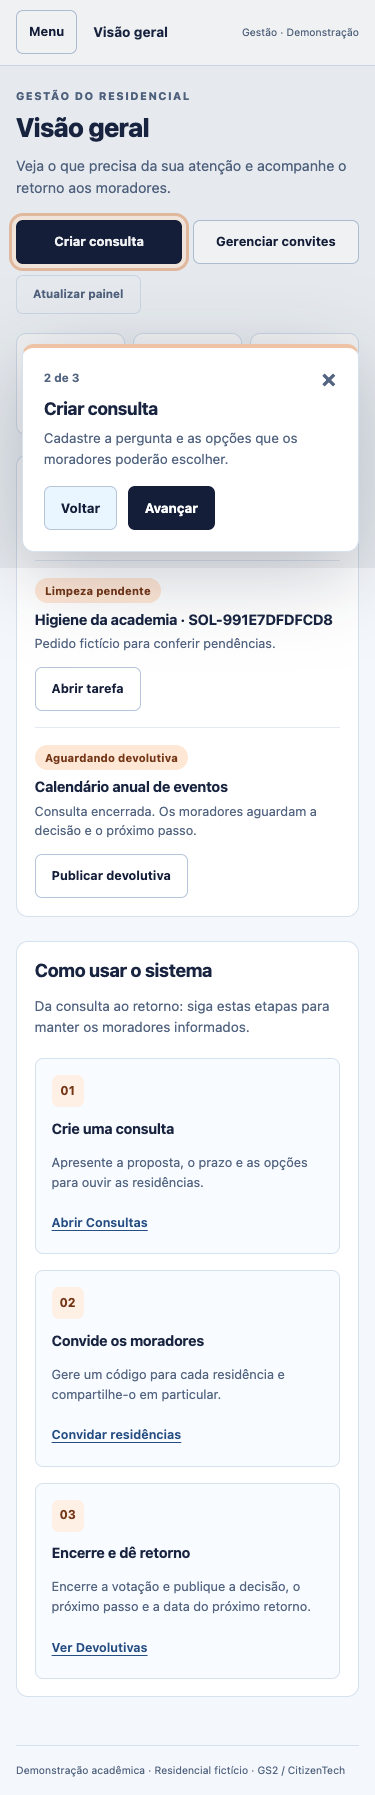 Menu
Visão geral
Gestão · Demonstração
GESTÃO DO RESIDENCIAL
Visão geral
Veja o que precisa da sua atenção e acompanhe o
retorno aos moradores.
Criar consulta
Gerenciar convites
Atualizar painel
2 de 3
Criar consulta
Cadastre a pergunta e as opções que os
moradores poderão escolher.
Voltar
Avançar
Limpeza pendente
Higiene da academia · SOL-991E7DFDFCD8
Pedido fictício para conferir pendências.
Abrir tarefa
Aguardando devolutiva
Calendário anual de eventos
Consulta encerrada. Os moradores aguardam a
decisão e o próximo passo.
Publicar devolutiva
Como usar o sistema
Da consulta ao retorno: siga estas etapas para
manter os moradores informados.
01
Crie uma consulta
Apresente a proposta, o prazo e as opções
para ouvir as residências.
Abrir Consultas
02
Convide os moradores
Gere um código para cada residência e
compartilhe-o em particular.
Convidar residências
03
Encerre e dê retorno
Encerre a votação e publique a decisão, o
próximo passo e a data do próximo retorno.
Ver Devolutivas
Demonstração acadêmica · Residencial fictício · GS2 / CitizenTech